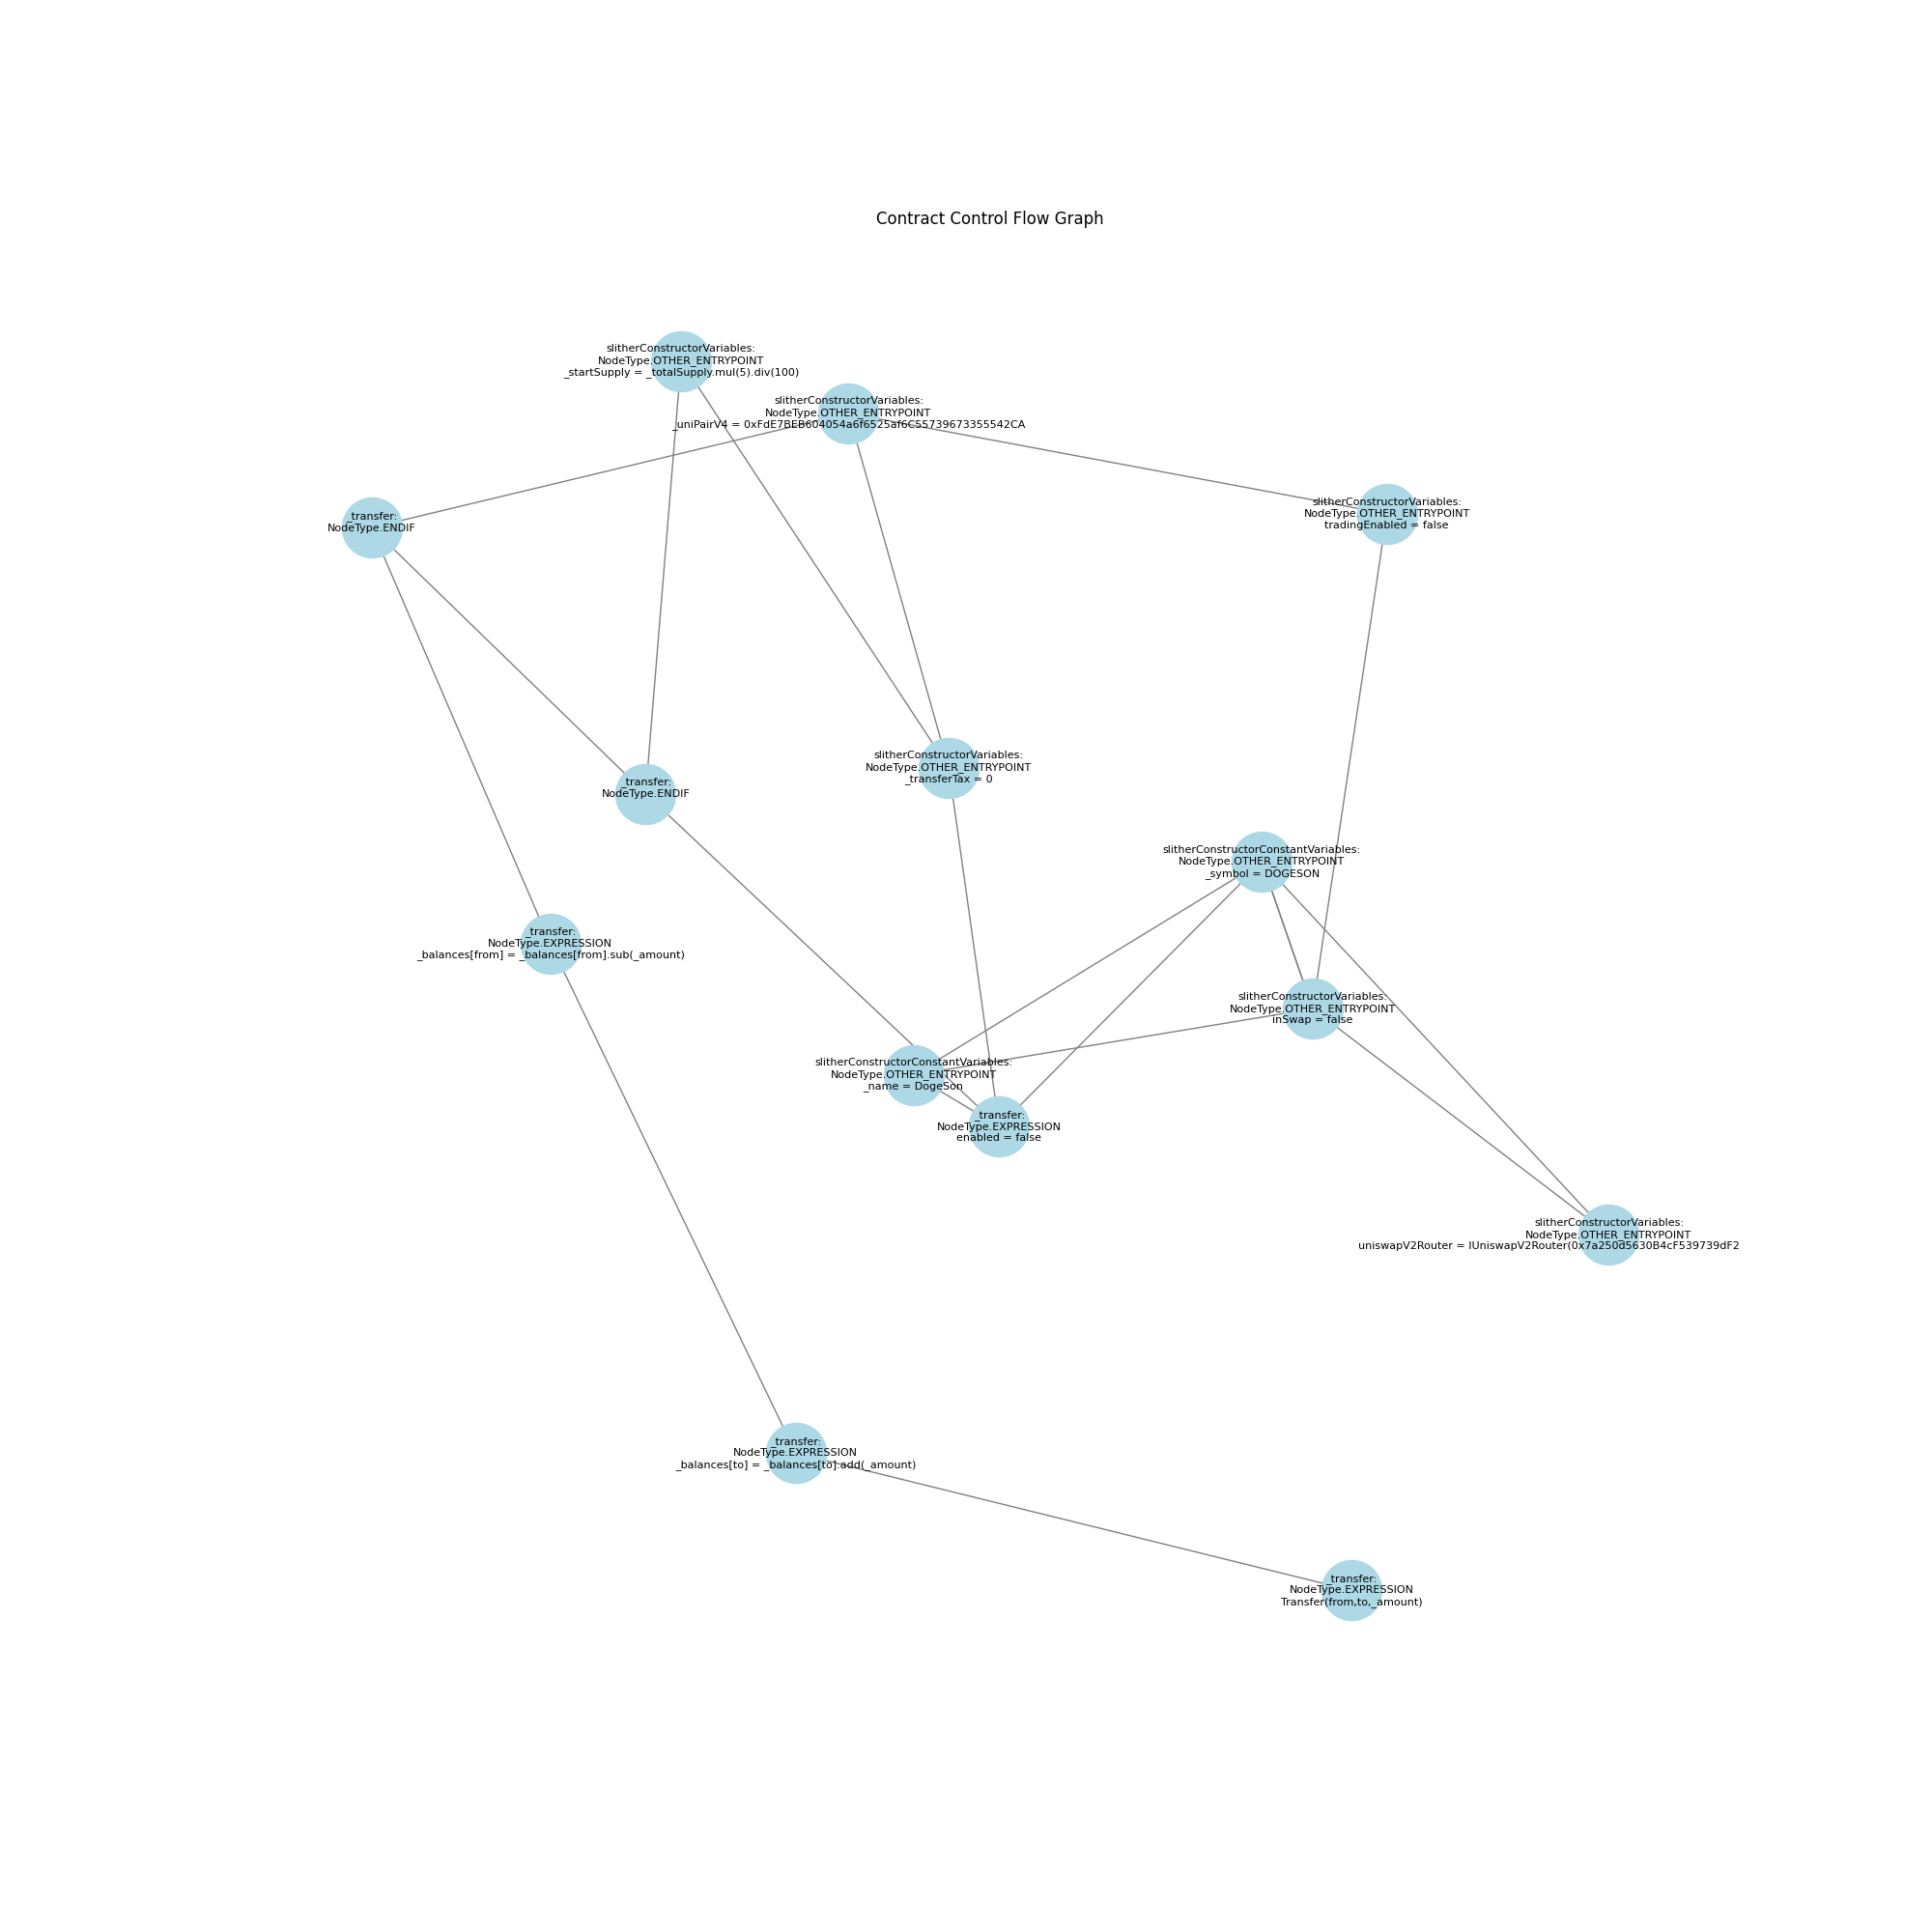 Contract Control Flow Graph
slitherConstructorVariables:
NodeType.OTHER_ENTRYPOINT
_startSupply = _totalSupply.mul(5).div(100)
slitherConstructorVariables:
NodeType.OTHER_ENTRYPOINT
_uniPairV4 = 0xFdE7BEB604054a6f6525af6C55739673355542CA
slitherConstructorVariables:
NodeType.OTHER_ENTRYPOINT
tradingEnabled = false
_transfer:
NodeType.ENDIF
slitherConstructorVariables:
NodeType.OTHER_ENTRYPOINT
_transferTax = 0
_transfer:
NodeType.ENDIF
slitherConstructorConstantVariables:
NodeType.OTHER_ENTRYPOINT
_symbol = DOGESON
_transfer:
NodeType.EXPRESSION
_balances[from] = _balances[from].sub(_amount)
slitherConstructorVariables:
NodeType.OTHER_ENTRYPOINT
inSwap = false
slitherConstructorConstantVariables:
NodeType.OTHER_ENTRYPOINT
_name = DogeSon
_transfer:
NodeType.EXPRESSION
enabled = false
slitherConstructorVariables:
NodeType.OTHER_ENTRYPOINT
uniswapV2Router = IUniswapV2Router(0x7a250d5630B4cF539739dF2
_transfer:
NodeType.EXPRESSION
_balances[to] = _balances[to].add(_amount)
_transfer:
NodeType.EXPRESSION
Transfer(from,to,_amount)